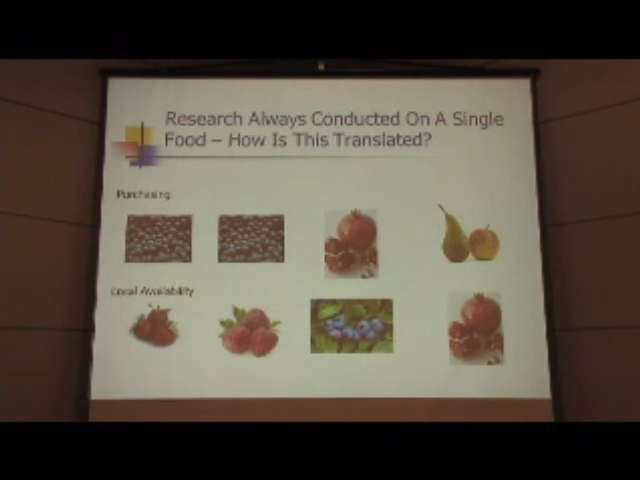 Research Always Conducted On A Single
Food – How Is This Translated?
Purchasing
Local Availability